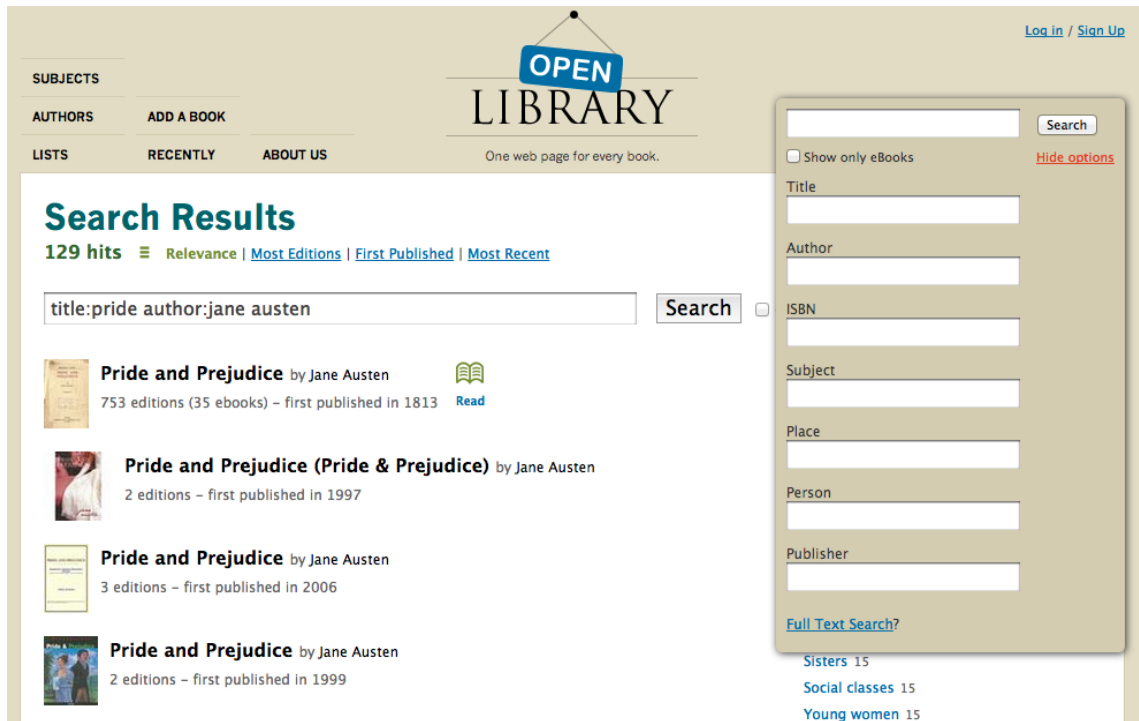 Log in / Sign Up
OPEN
LIBRARY
One web page for every book.
SUBJECTS
AUTHORS ADD A BOOK
LISTS RECENTLY ABOUT US
Search
Show only eBooks Hide options
Title
Author
ISBN
Subject
Place
Person
Publisher
Full Text Search?
Search Results
129 hits Relevance | Most Editions | First Published | Most Recent
title:pride author:jane austen Search
Pride and Prejudice by Jane Austen
753 editions (35 ebooks) – first published in 1813 Read
Pride and Prejudice (Pride & Prejudice) by Jane Austen
2 editions – first published in 1997
Pride and Prejudice by Jane Austen
3 editions – first published in 2006
Pride and Prejudice by Jane Austen
2 editions – first published in 1999
Sisters 15
Social classes 15
Young women 15